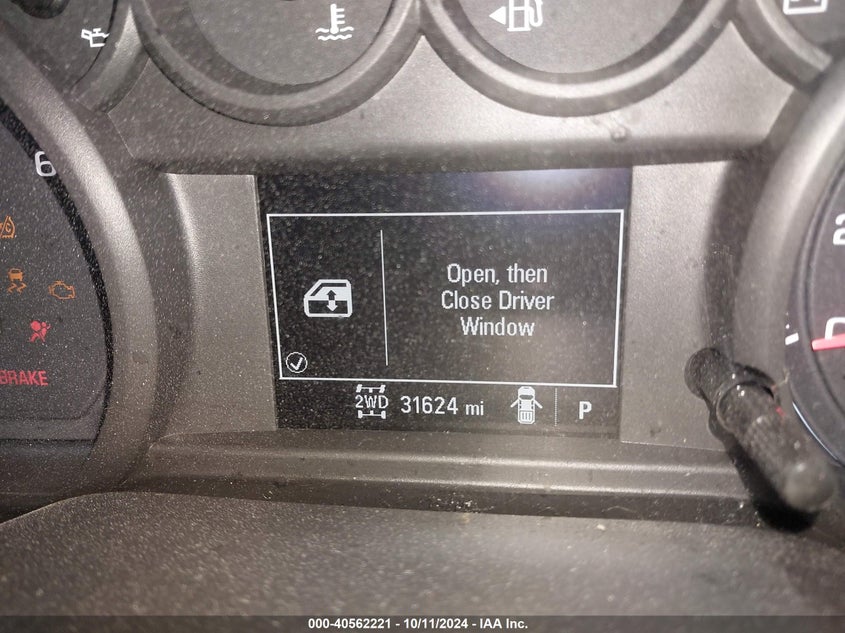 6
Open, then
Close Driver
Window
BRAKE
2WD 31624 mi P
000-40562221 - 10/11/2024 - IAA Inc.